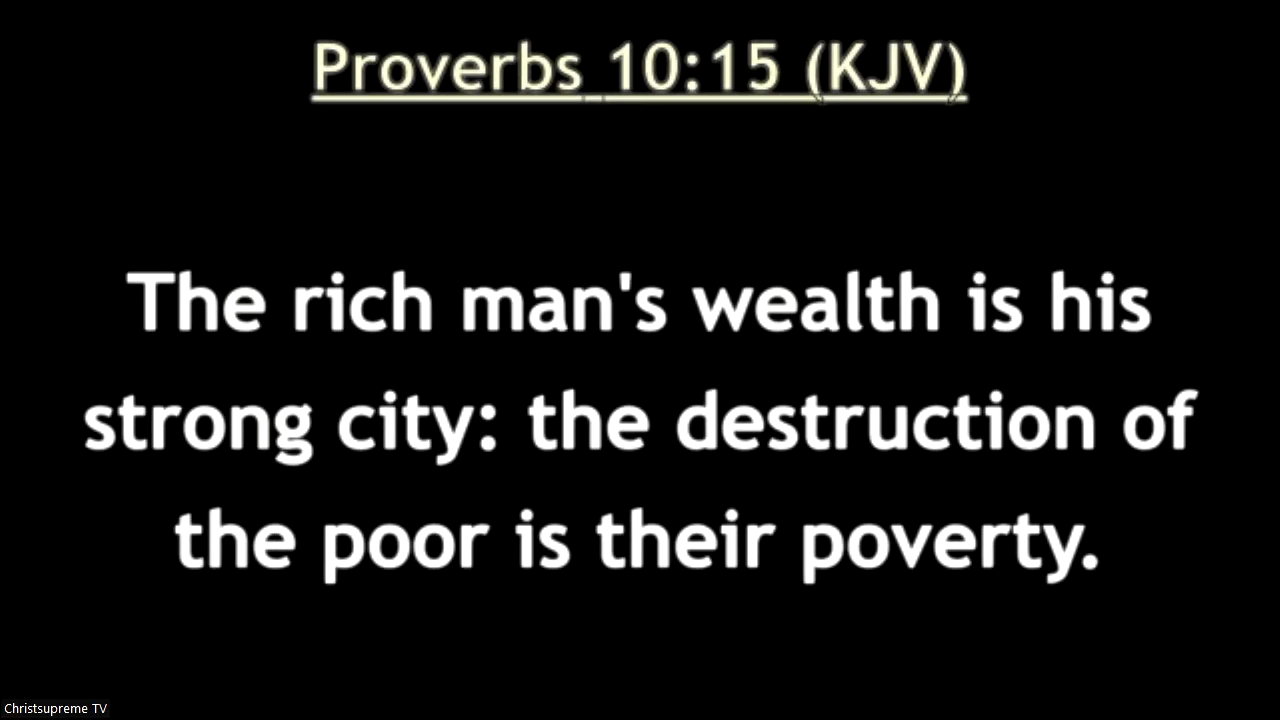 Proverbs 10:15 (KJV)
The rich man's wealth is his
strong city: the destruction of
the poor is their poverty.
Christsupreme TV